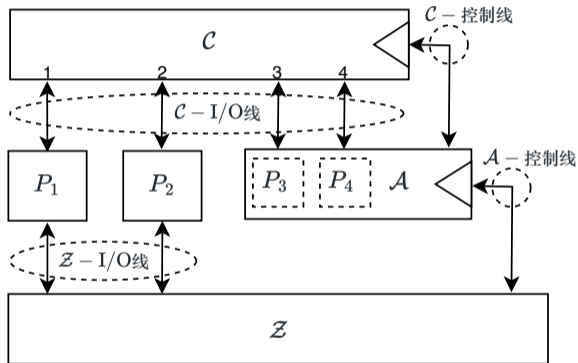 𝒞 − 控制线
𝒞
1 2 3 4
𝒞 − I/O线
𝒜 − 控制线
P₁ P₂ P₃ P₄ 𝒜
𝒵 − I/O线
𝒵